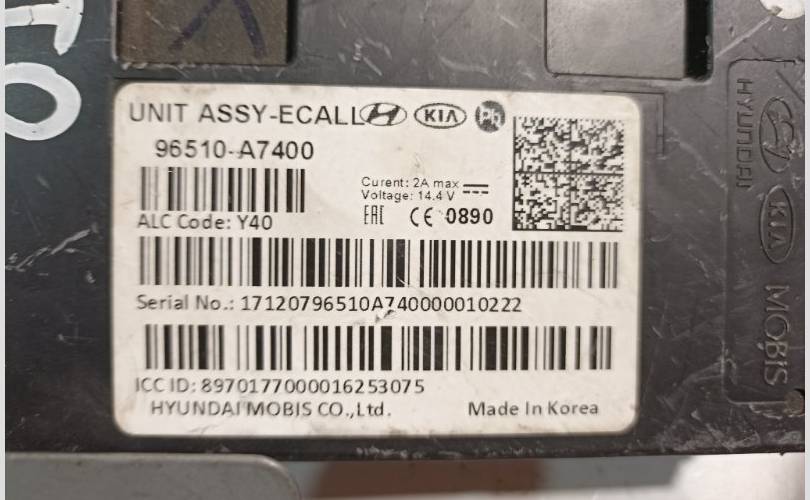 UNIT ASSY-ECALL KIA Pb
96510-A7400
Curent: 2A max
Voltage: 14.4 V
EAC CE 0890
ALC Code: Y40
Serial No.: 17120796510A740000010222
ICC ID: 8970177000016253075
HYUNDAI MOBIS CO.,Ltd. Made In Korea
HYUNDAI
KIA
MOBIS